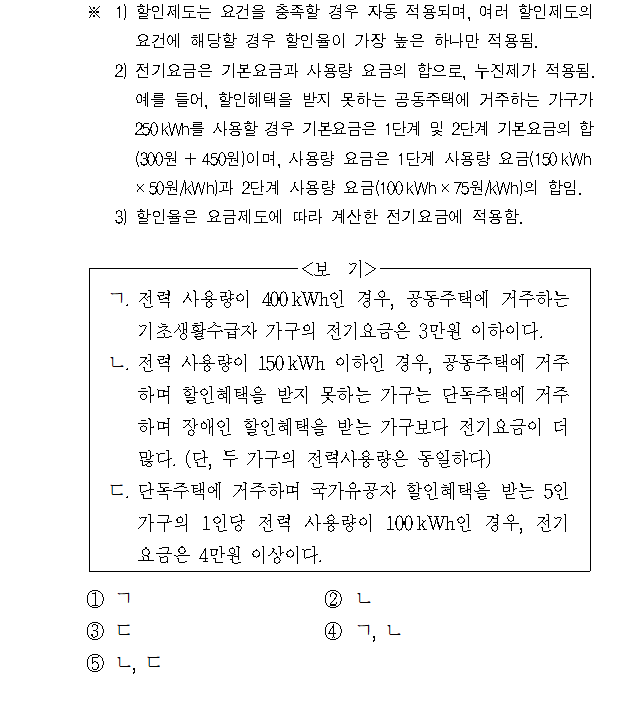 ※ 1) 할인제도는 요건을 충족할 경우 자동 적용되며, 여러 할인제도의
요건에 해당할 경우 할인율이 가장 높은 하나만 적용됨.
2) 전기요금은 기본요금과 사용량 요금의 합으로, 누진제가 적용됨.
예를 들어, 할인혜택을 받지 못하는 공동주택에 거주하는 가구가
250kWh를 사용할 경우 기본요금은 1단계 및 2단계 기본요금의 합
(300원 + 450원)이며, 사용량 요금은 1단계 사용량 요금(150kWh
×50원/kWh)과 2단계 사용량 요금(100kWh×75원/kWh)의 합임.
3) 할인율은 요금제도에 따라 계산한 전기요금에 적용함.
<보 기>
ㄱ. 전력 사용량이 400kWh인 경우, 공동주택에 거주하는
기초생활수급자 가구의 전기요금은 3만원 이하이다.
ㄴ. 전력 사용량이 150kWh 이하인 경우, 공동주택에 거주
하며 할인혜택을 받지 못하는 가구는 단독주택에 거주
하며 장애인 할인혜택을 받는 가구보다 전기요금이 더
많다. (단, 두 가구의 전력사용량은 동일하다)
ㄷ. 단독주택에 거주하며 국가유공자 할인혜택을 받는 5인
가구의 1인당 전력 사용량이 100kWh인 경우, 전기
요금은 4만원 이상이다.
① ㄱ ② ㄴ
③ ㄷ ④ ㄱ, ㄴ
⑤ ㄴ, ㄷ